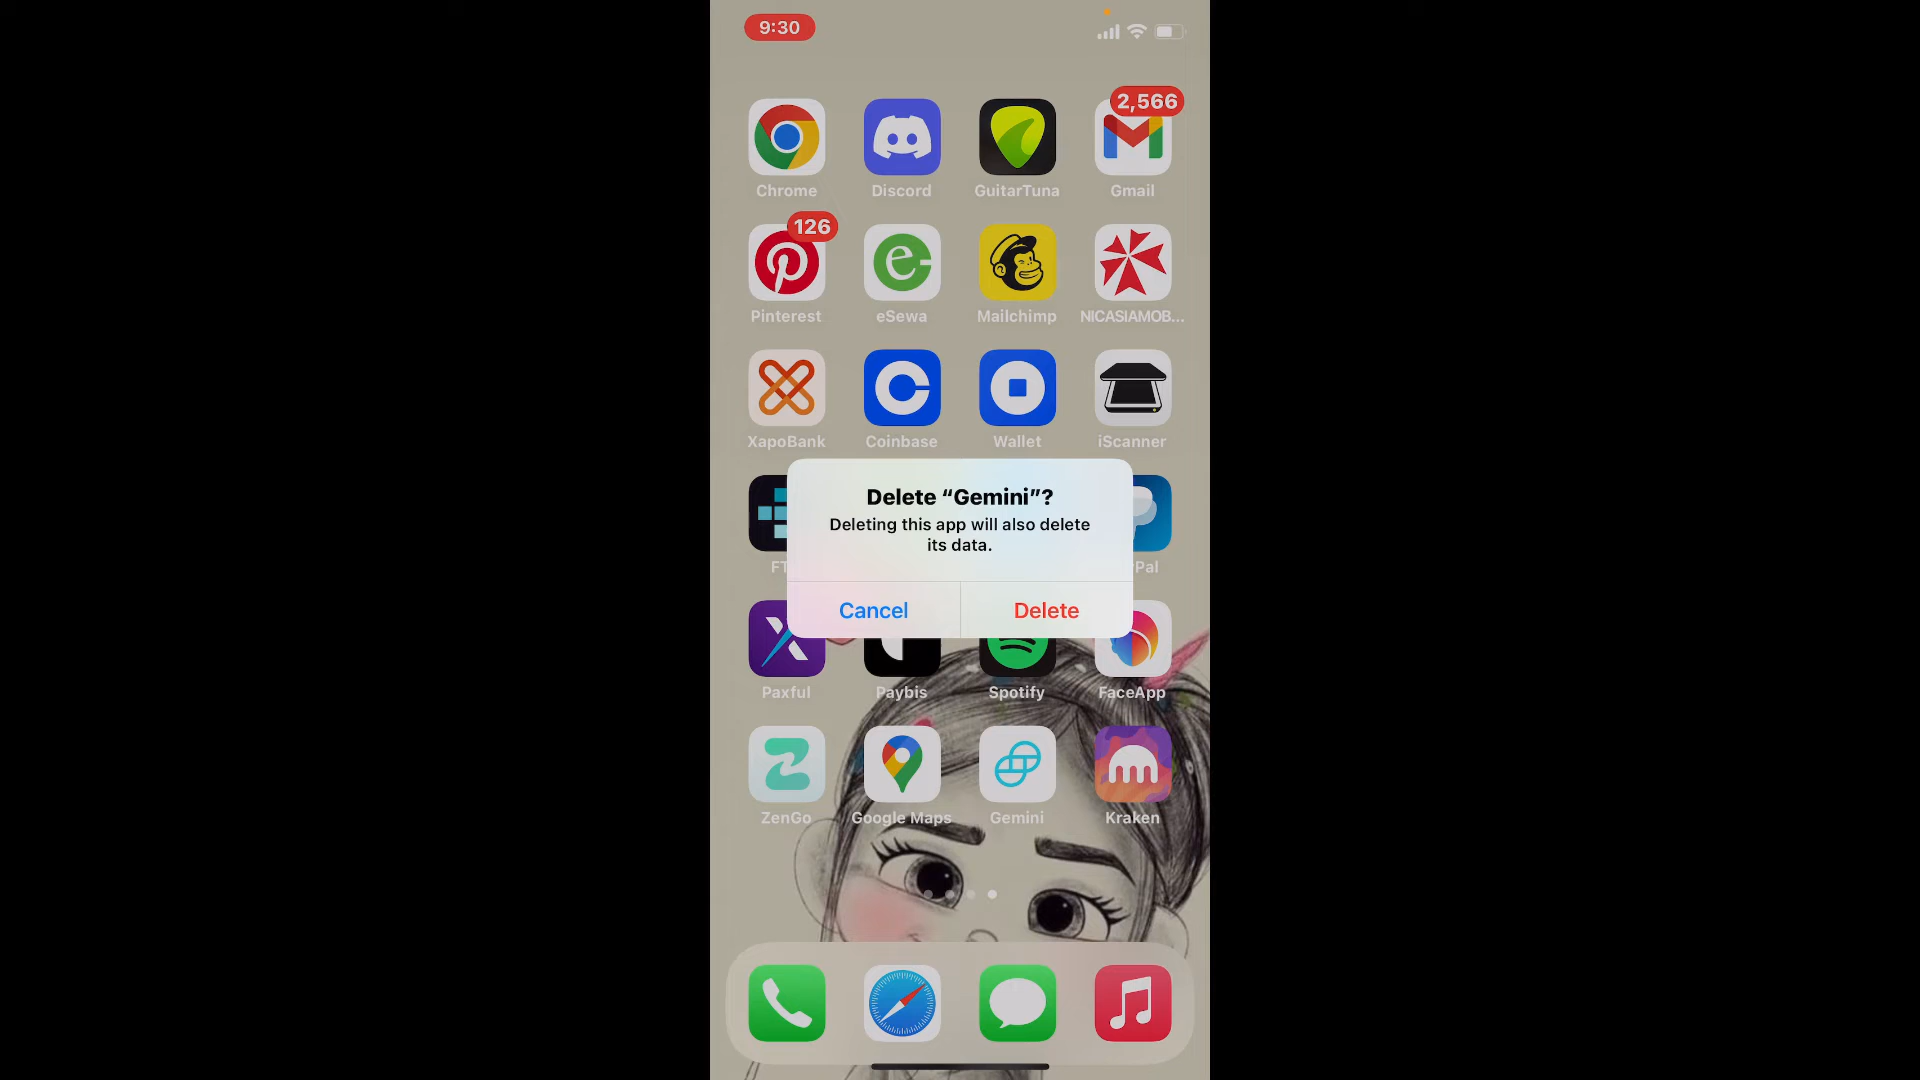 9:30
2,566
Chrome
Discord
GuitarTuna
Gmail
126
Pinterest
eSewa
Mailchimp
NICASIAMOB...
XapoBank
Coinbase
Wallet
iScanner
Delete “Gemini”?
Deleting this app will also delete
its data.
FT
Pal
Cancel
Delete
Paxful
Paybis
Spotify
FaceApp
ZenGo
Google Maps
Gemini
Kraken